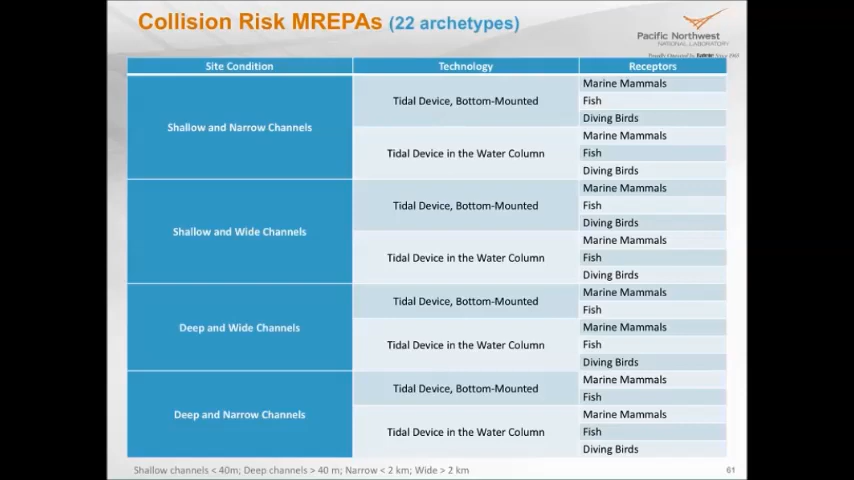 Collision Risk MREPAs (22 archetypes)
Pacific Northwest
NATIONAL LABORATORY
Proudly Operated by Battelle Since 1965
Site Condition Technology Receptors
Shallow and Narrow Channels
Tidal Device, Bottom-Mounted
Marine Mammals
Fish
Diving Birds
Tidal Device in the Water Column
Marine Mammals
Fish
Diving Birds
Shallow and Wide Channels
Tidal Device, Bottom-Mounted
Marine Mammals
Fish
Diving Birds
Tidal Device in the Water Column
Marine Mammals
Fish
Diving Birds
Deep and Wide Channels
Tidal Device, Bottom-Mounted
Marine Mammals
Fish
Tidal Device in the Water Column
Marine Mammals
Fish
Diving Birds
Deep and Narrow Channels
Tidal Device, Bottom-Mounted
Marine Mammals
Fish
Tidal Device in the Water Column
Marine Mammals
Fish
Diving Birds
Shallow channels < 40m; Deep channels > 40 m; Narrow < 2 km; Wide > 2 km
61